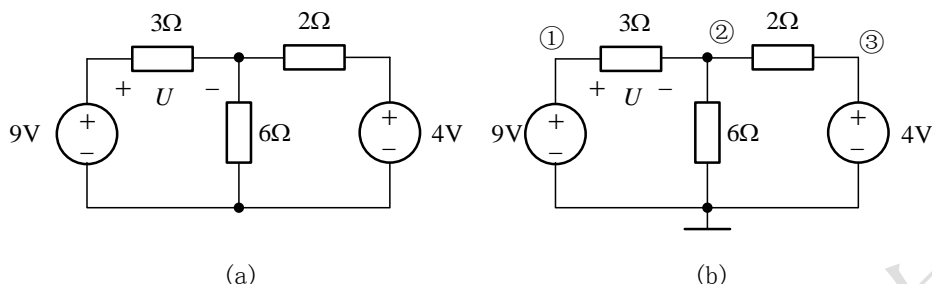 3Ω 2Ω
+ U −
9V + − 6Ω + − 4V
(a)
① 3Ω ② 2Ω ③
+ U −
9V + − 6Ω + − 4V
(b)